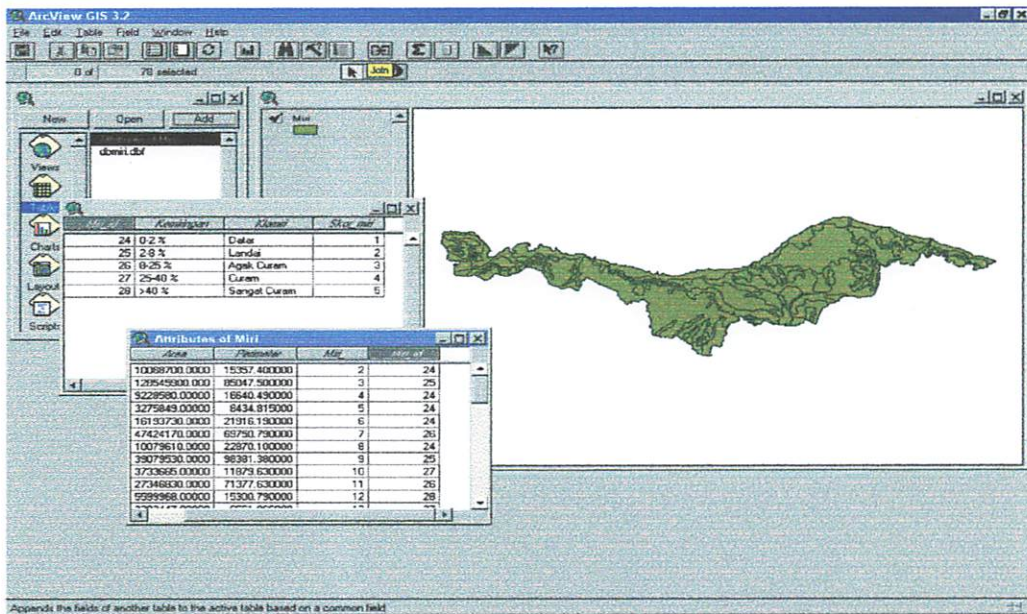 ArcView GIS 3.2
File Edit Table Field Window Help
0 of 78 selected
Join
New Open Add
Views
dbmiri.dbf
Charts
Layout
Scripts
Miri
Kemiringan Klasei Skor_miri
24 0-2 % Datar 1
25 2-8 % Landai 2
26 8-25 % Agak Curam 3
27 25-40 % Curam 4
28 >40 % Sangat Curam 5
Attributes of Miri
Area Perimeter Miri_ Miri_id
10068700.0000 15357.400000 2 24
128545900.000 85047.500000 3 25
9228580.00000 16640.490000 4 24
3275849.00000 8434.815000 5 24
16193730.0000 21916.190000 6 24
47424170.0000 69750.790000 7 26
10079610.0000 22870.100000 8 24
39079530.0000 98381.380000 9 25
3733665.00000 11879.630000 10 27
27346830.0000 71377.630000 11 26
5599968.00000 15300.790000 12 28
Appends the fields of another table to the active table based on a common field